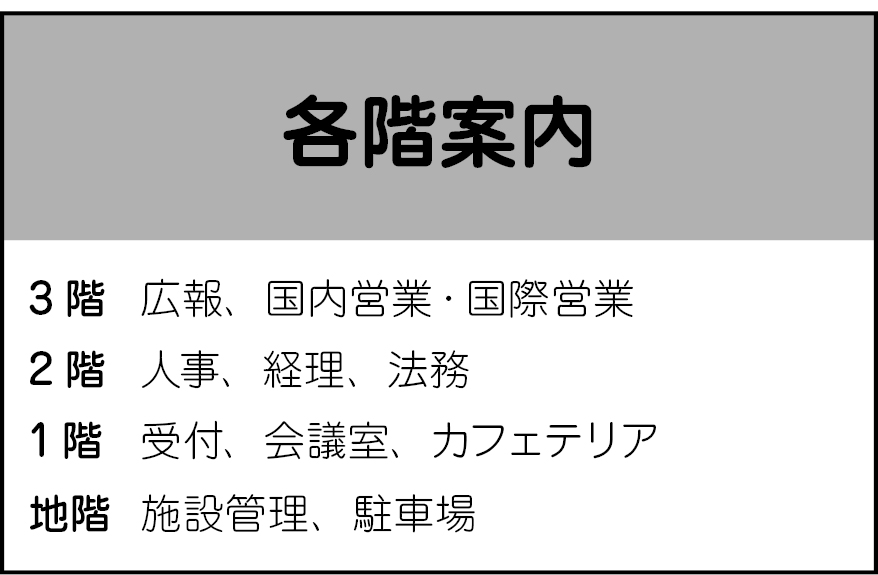 各階案内
3階 広報、国内営業・国際営業
2階 人事、経理、法務
1階 受付、会議室、カフェテリア
地階 施設管理、駐車場